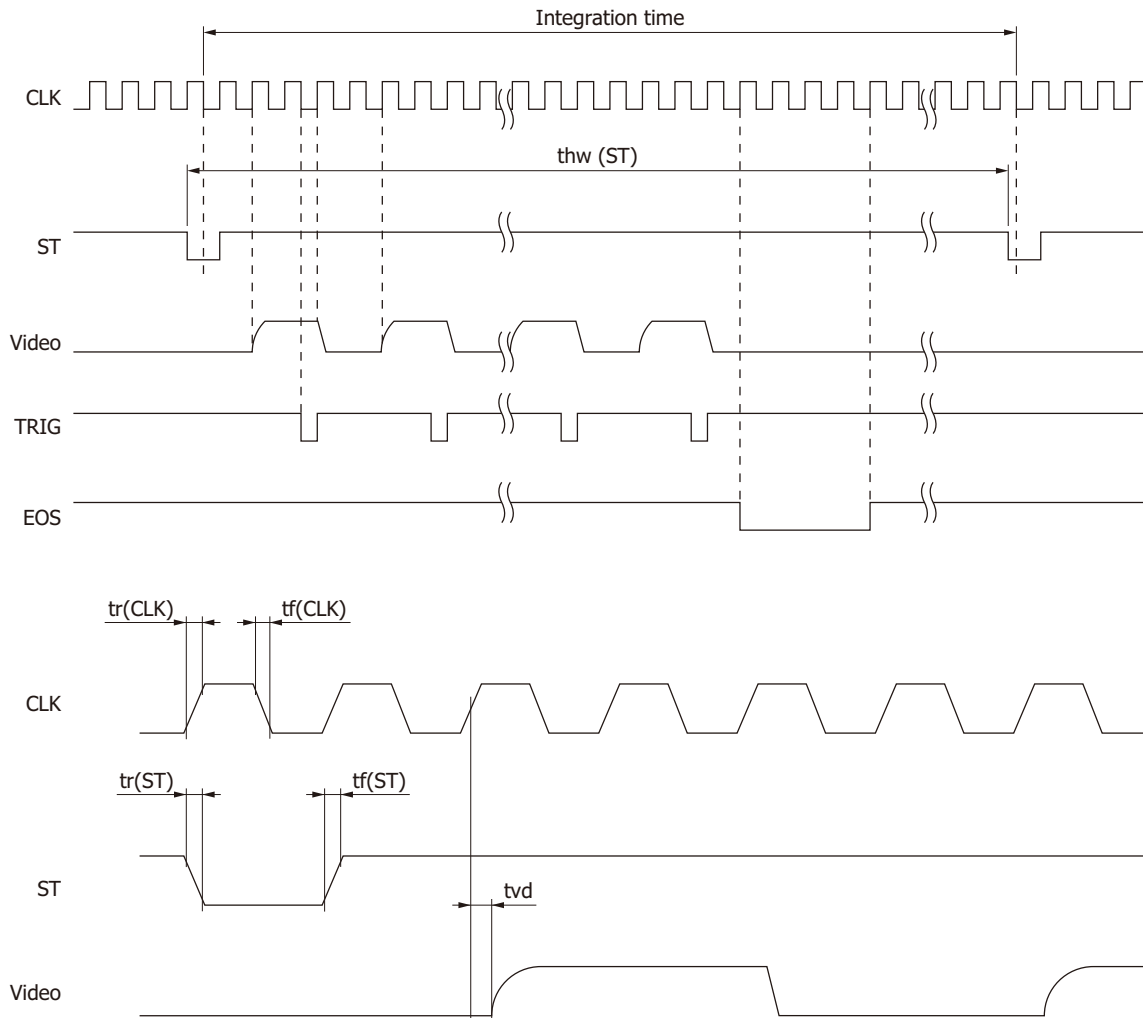 Integration time
CLK
thw (ST)
ST
Video
TRIG
EOS
tr(CLK)
tf(CLK)
CLK
tr(ST)
tf(ST)
ST
tvd
Video